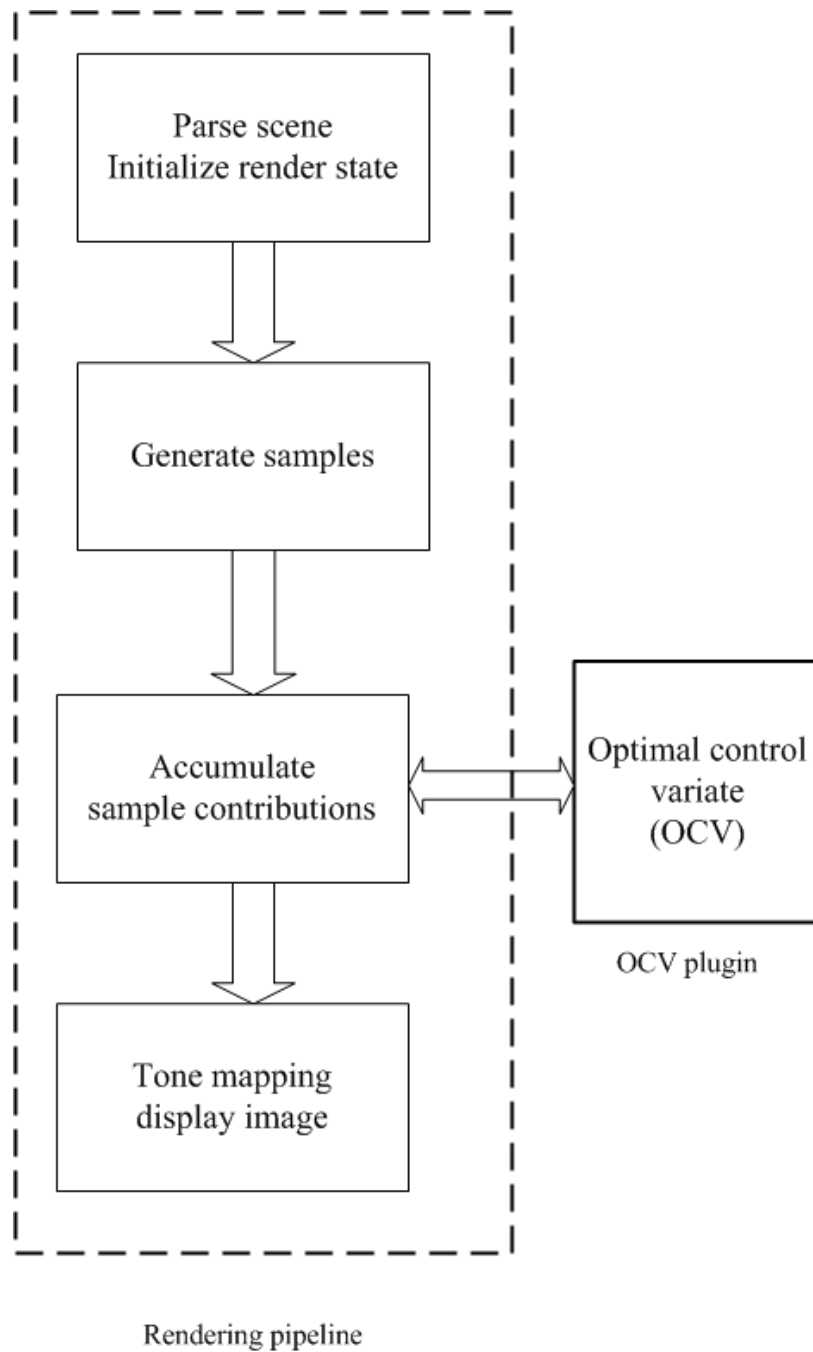 Parse scene
Initialize render state
Generate samples
Accumulate
sample contributions
Optimal control
variate
(OCV)
OCV plugin
Tone mapping
display image
Rendering pipeline